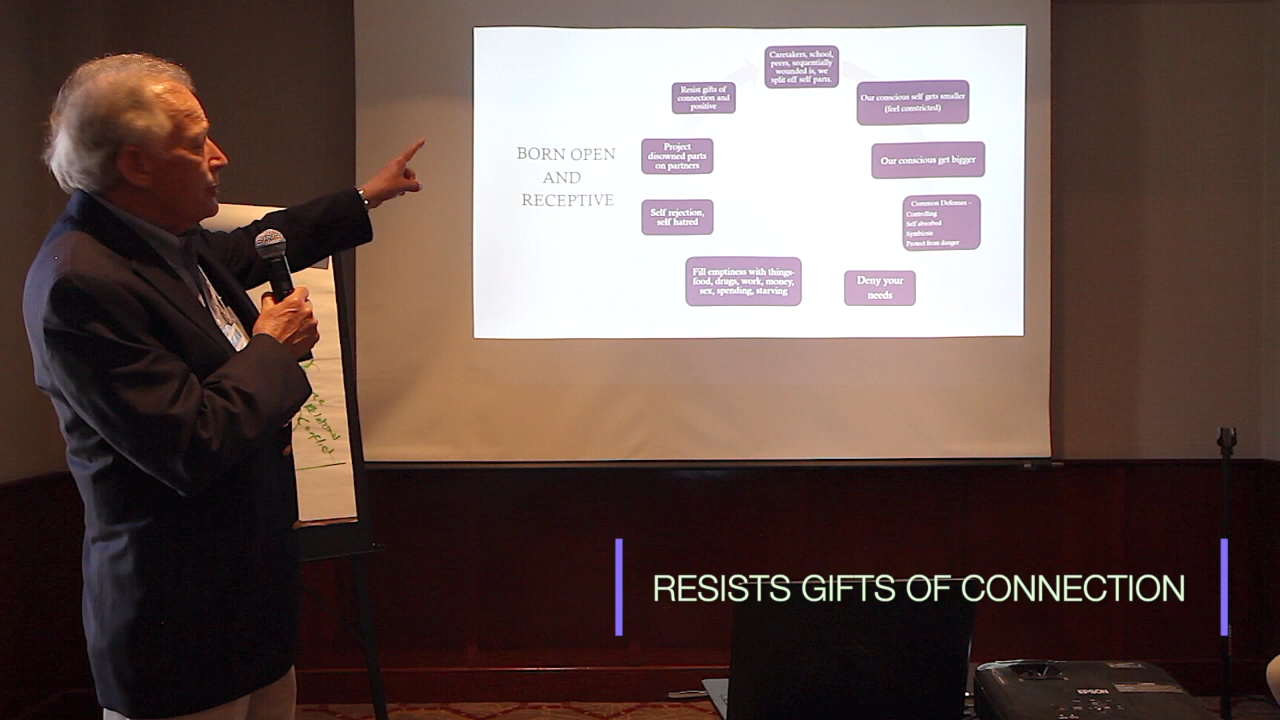 BORN OPEN
AND
RECEPTIVE
Caretakers, school,
peers, sequentially
wounded is, we
split off self parts.
Our conscious self gets smaller
(feel constricted)
Our conscious get bigger
Common Defenses –
Controlling
Self absorbed
Symbiosis
Protect from danger
Deny your
needs
Fill emptiness with things-
food, drugs, work, money,
sex, spending, starving
Self rejection,
self hatred
Project
disowned parts
on partners
Resist gifts of
connection and
positive
Conflict
RESISTS GIFTS OF CONNECTION
EPSON